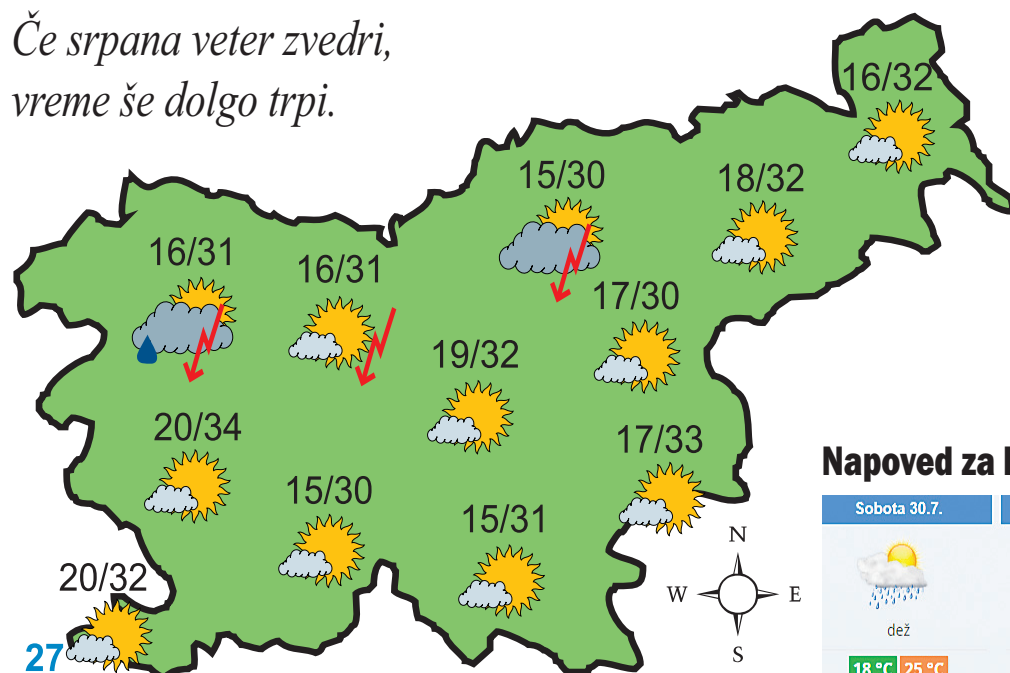 Če srpana veter zvedri,
vreme še dolgo trpi.
16/32
15/30
18/32
16/31
16/31
17/30
19/32
20/34
17/33
15/30
15/31
20/32
27
N
W E
S
Napoved za
Sobota 30.7.
dež
18 °C 25 °C